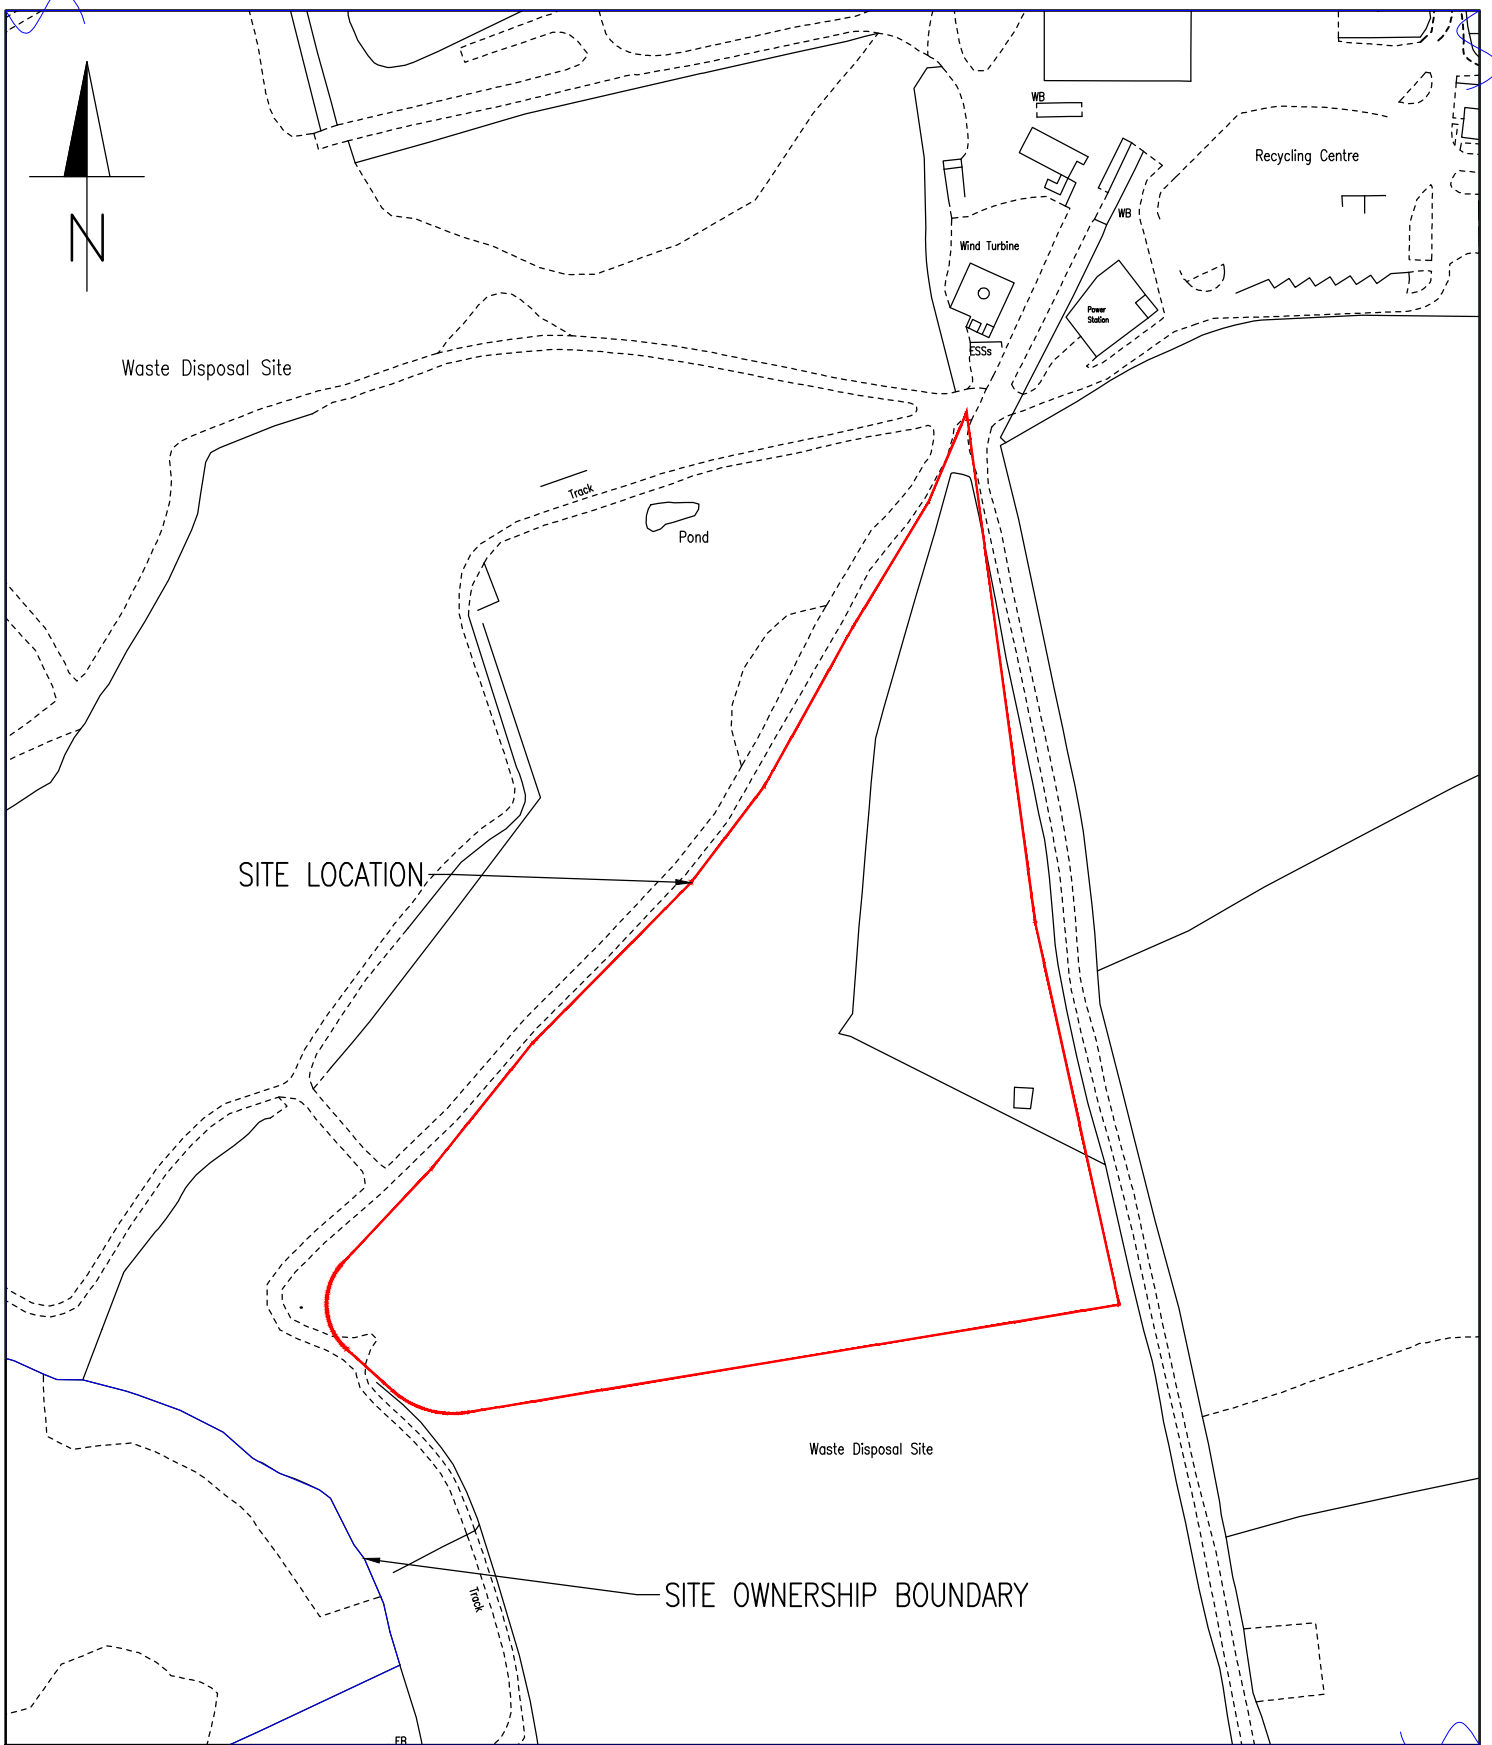 WB
Recycling Centre
WB
N
Wind Turbine
Power
Station
ESSs
Waste Disposal Site
Track
Pond
SITE LOCATION
Waste Disposal Site
SITE OWNERSHIP BOUNDARY
Track